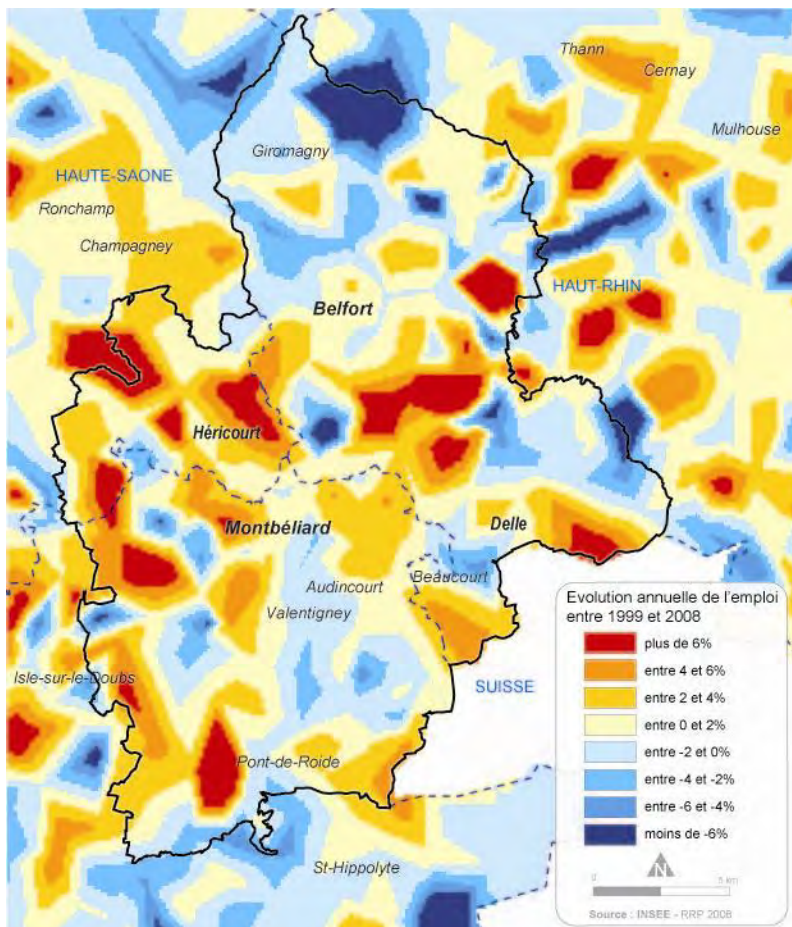 Thann
Cernay
Mulhouse
Giromagny
HAUTE-SAONE
Ronchamp
Champagney
HAUT-RHIN
Belfort
Héricourt
Montbéliard
Delle
Audincourt
Beaucourt
Valentigney
Isle-sur-le-Doubs
SUISSE
Pont-de-Roide
St-Hippolyte
Evolution annuelle de l'emploi
entre 1999 et 2008
plus de 6%
entre 4 et 6%
entre 2 et 4%
entre 0 et 2%
entre -2 et 0%
entre -4 et -2%
entre -6 et -4%
moins de -6%
N
0 5 km
Source : INSEE - RRP 2008